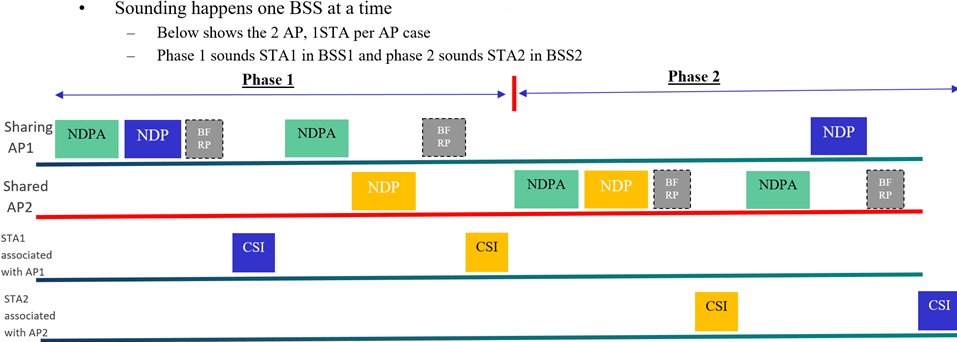 • Sounding happens one BSS at a time
– Below shows the 2 AP, 1STA per AP case
– Phase 1 sounds STA1 in BSS1 and phase 2 sounds STA2 in BSS2
Phase 1
Phase 2
Sharing
AP1
NDPA
NDP
BF
RP
NDPA
BF
RP
NDP
Shared
AP2
NDP
NDPA
NDP
BF
RP
NDPA
BF
RP
STA1
associated
with AP1
CSI
CSI
STA2
associated
with AP2
CSI
CSI